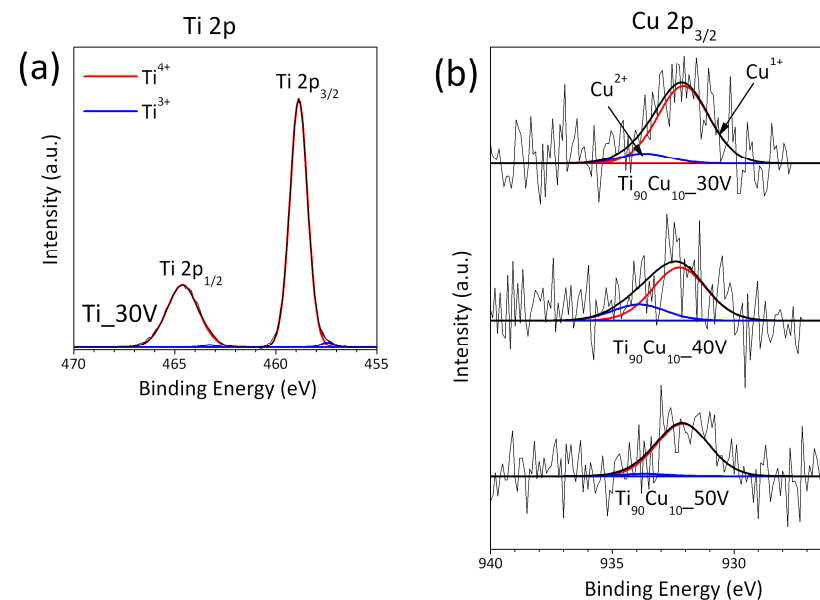 Ti 2p
(a)
Ti⁴⁺
Ti³⁺
Ti 2p₃/₂
Ti 2p₁/₂
Ti_30V
Intensity (a.u.)
470 465 460 455
Binding Energy (eV)
Cu 2p₃/₂
(b)
Cu²⁺
Cu¹⁺
Ti₉₀Cu₁₀_30V
Ti₉₀Cu₁₀_40V
Ti₉₀Cu₁₀_50V
Intensity (a.u.)
940 935 930
Binding Energy (eV)